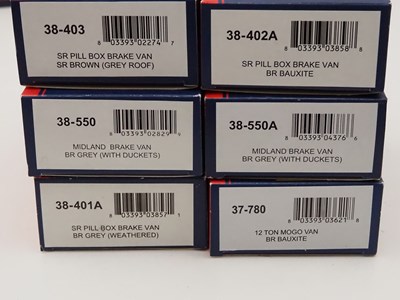 38-403
8 03393 02274 7
SR PILL BOX BRAKE VAN
SR BROWN (GREY ROOF)
38-402A
8 03393 03858 8
SR PILL BOX BRAKE VAN
BR BAUXITE
38-550
8 03393 02829 9
MIDLAND BRAKE VAN
BR GREY (WITH DUCKETS)
38-550A
8 03393 04376 6
MIDLAND BRAKE VAN
BR GREY (WITH DUCKETS)
38-401A
8 03393 03857 1
SR PILL BOX BRAKE VAN
BR GREY (WEATHERED)
37-780
8 03393 03621 8
12 TON MOGO VAN
BR BAUXITE